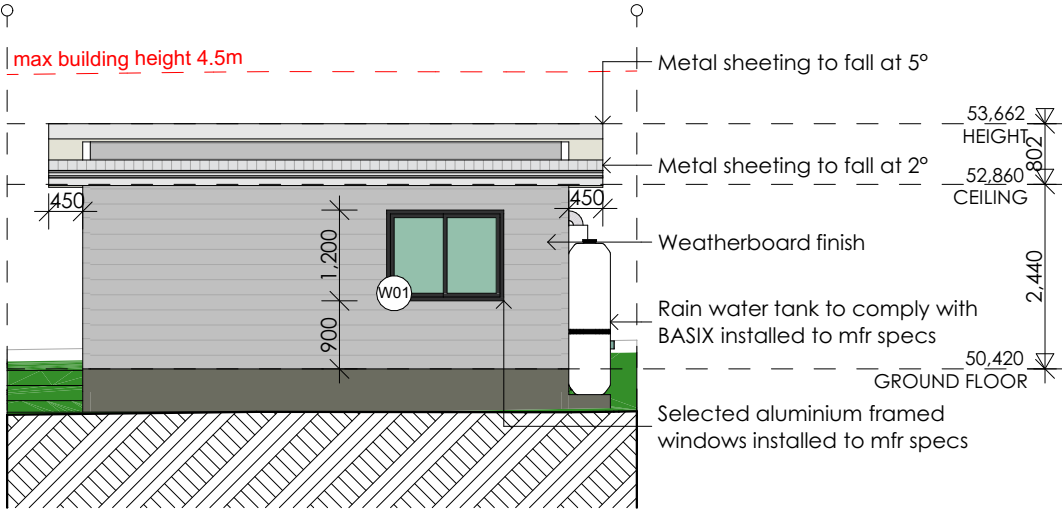 max building height 4.5m
Metal sheeting to fall at 5°
53,662
HEIGHT
802
Metal sheeting to fall at 2°
52,860
CEILING
450
450
1,200
Weatherboard finish
2,440
W01
Rain water tank to comply with
BASIX installed to mfr specs
900
50,420
GROUND FLOOR
Selected aluminium framed
windows installed to mfr specs